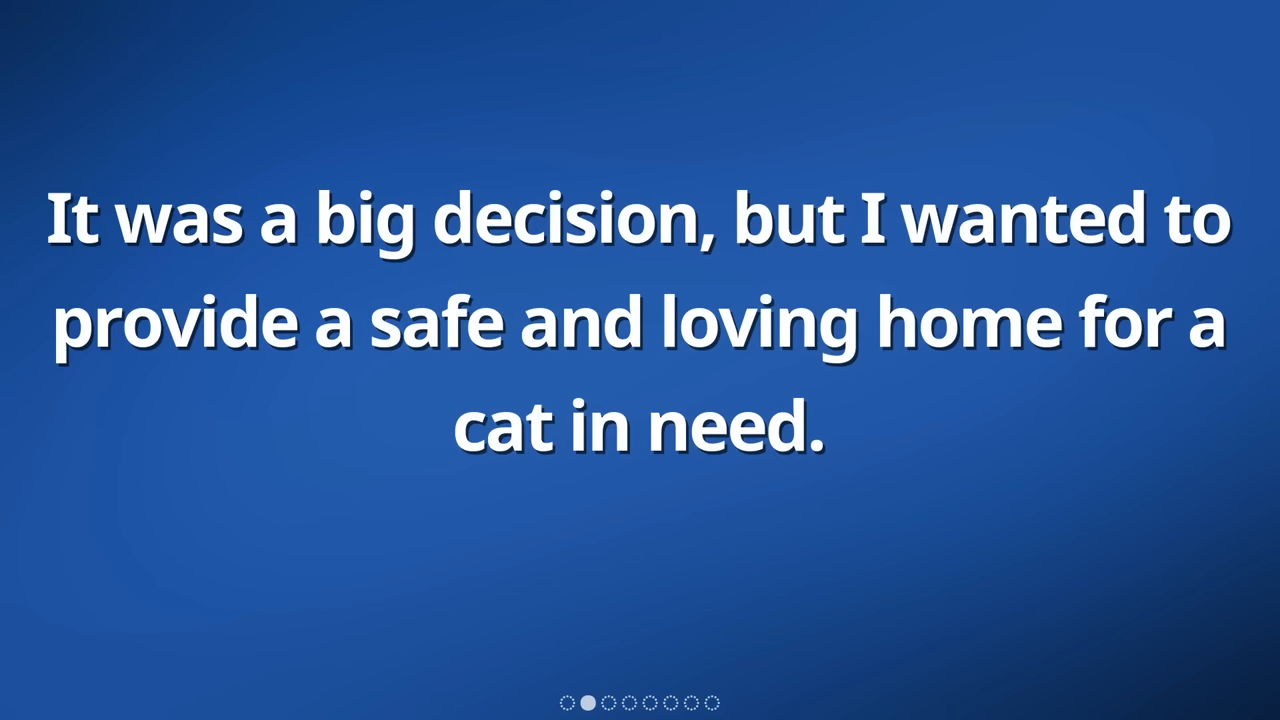 It was a big decision, but I wanted to
provide a safe and loving home for a
cat in need.